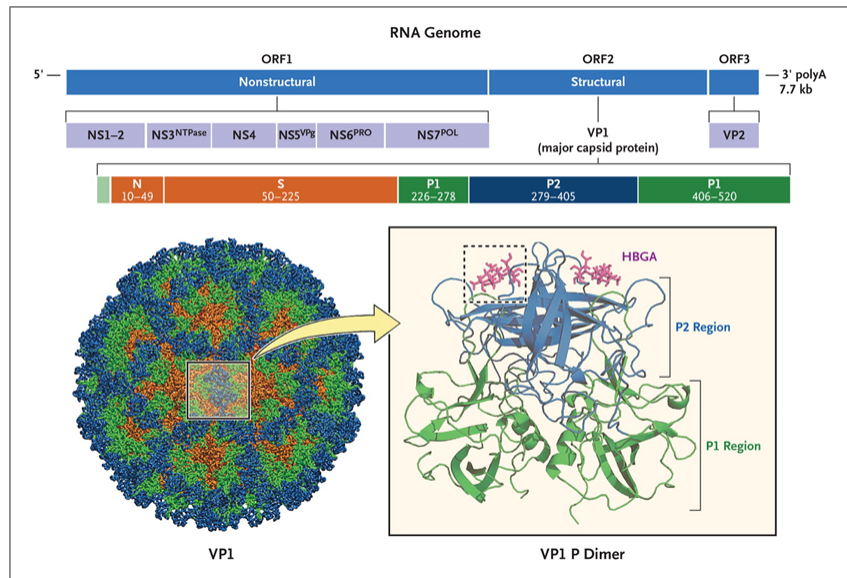 RNA Genome
ORF1 ORF2 ORF3
5′ Nonstructural Structural 3′ polyA
7.7 kb
NS1–2 NS3NTPase NS4 NS5VPg NS6PRO NS7POL VP1 VP2
(major capsid protein)
N S P1 P2 P1
10–49 50–225 226–278 279–405 406–520
HBGA
P2 Region
P1 Region
VP1 VP1 P Dimer